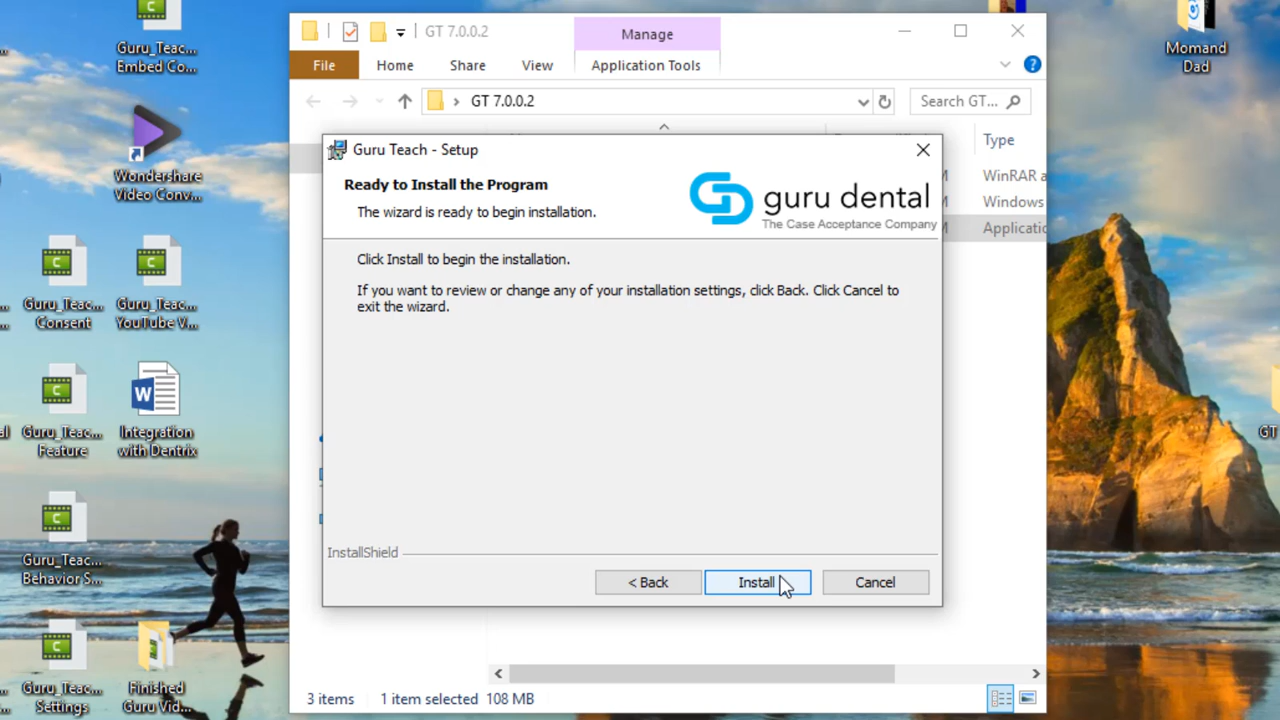 Guru_Teac...
Embed Co...
Wondershare
Video Conv...
Guru_Teac...
Consent
Guru_Teac...
YouTube V...
Guru_Teac...
Feature
Integration
with Dentrix
Guru_Teac...
Behavior S...
Guru_Teac...
Settings
Finished
Guru Vid...
GT 7.0.0.2
Manage
File
Home
Share
View
Application Tools
GT 7.0.0.2
Search GT...
Type
WinRAR a
Windows
Applicatio
Guru Teach - Setup
Ready to Install the Program
The wizard is ready to begin installation.
guru dental
The Case Acceptance Company
Click Install to begin the installation.
If you want to review or change any of your installation settings, click Back. Click Cancel to
exit the wizard.
InstallShield
< Back
Install
Cancel
3 items
1 item selected 108 MB
Momand
Dad
GT